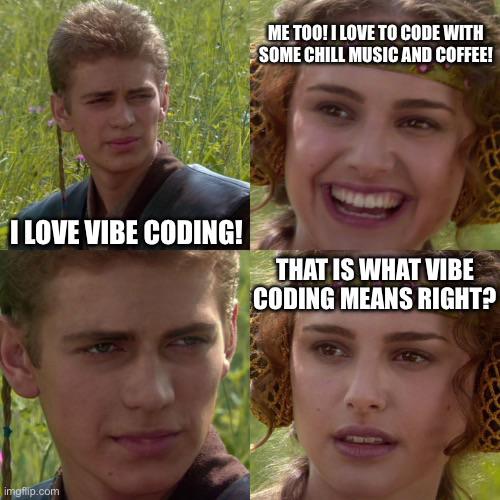 ME TOO! I LOVE TO CODE WITH
SOME CHILL MUSIC AND COFFEE!
I LOVE VIBE CODING!
THAT IS WHAT VIBE
CODING MEANS RIGHT?
imgflip.com